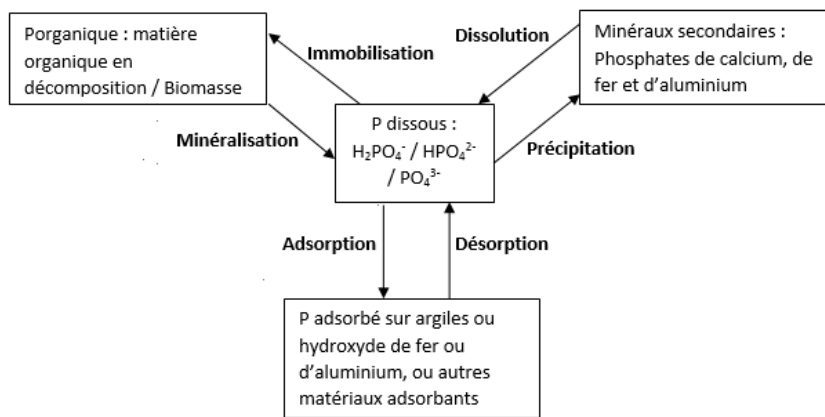 Porganique : matière
organique en
décomposition / Biomasse
Immobilisation
Dissolution
Minéraux secondaires :
Phosphates de calcium, de
fer et d’aluminium
Minéralisation
P dissous :
H₂PO₄⁻ / HPO₄²⁻
/ PO₄³⁻
Précipitation
Adsorption
Désorption
P adsorbé sur argiles ou
hydroxyde de fer ou
d’aluminium, ou autres
matériaux adsorbants